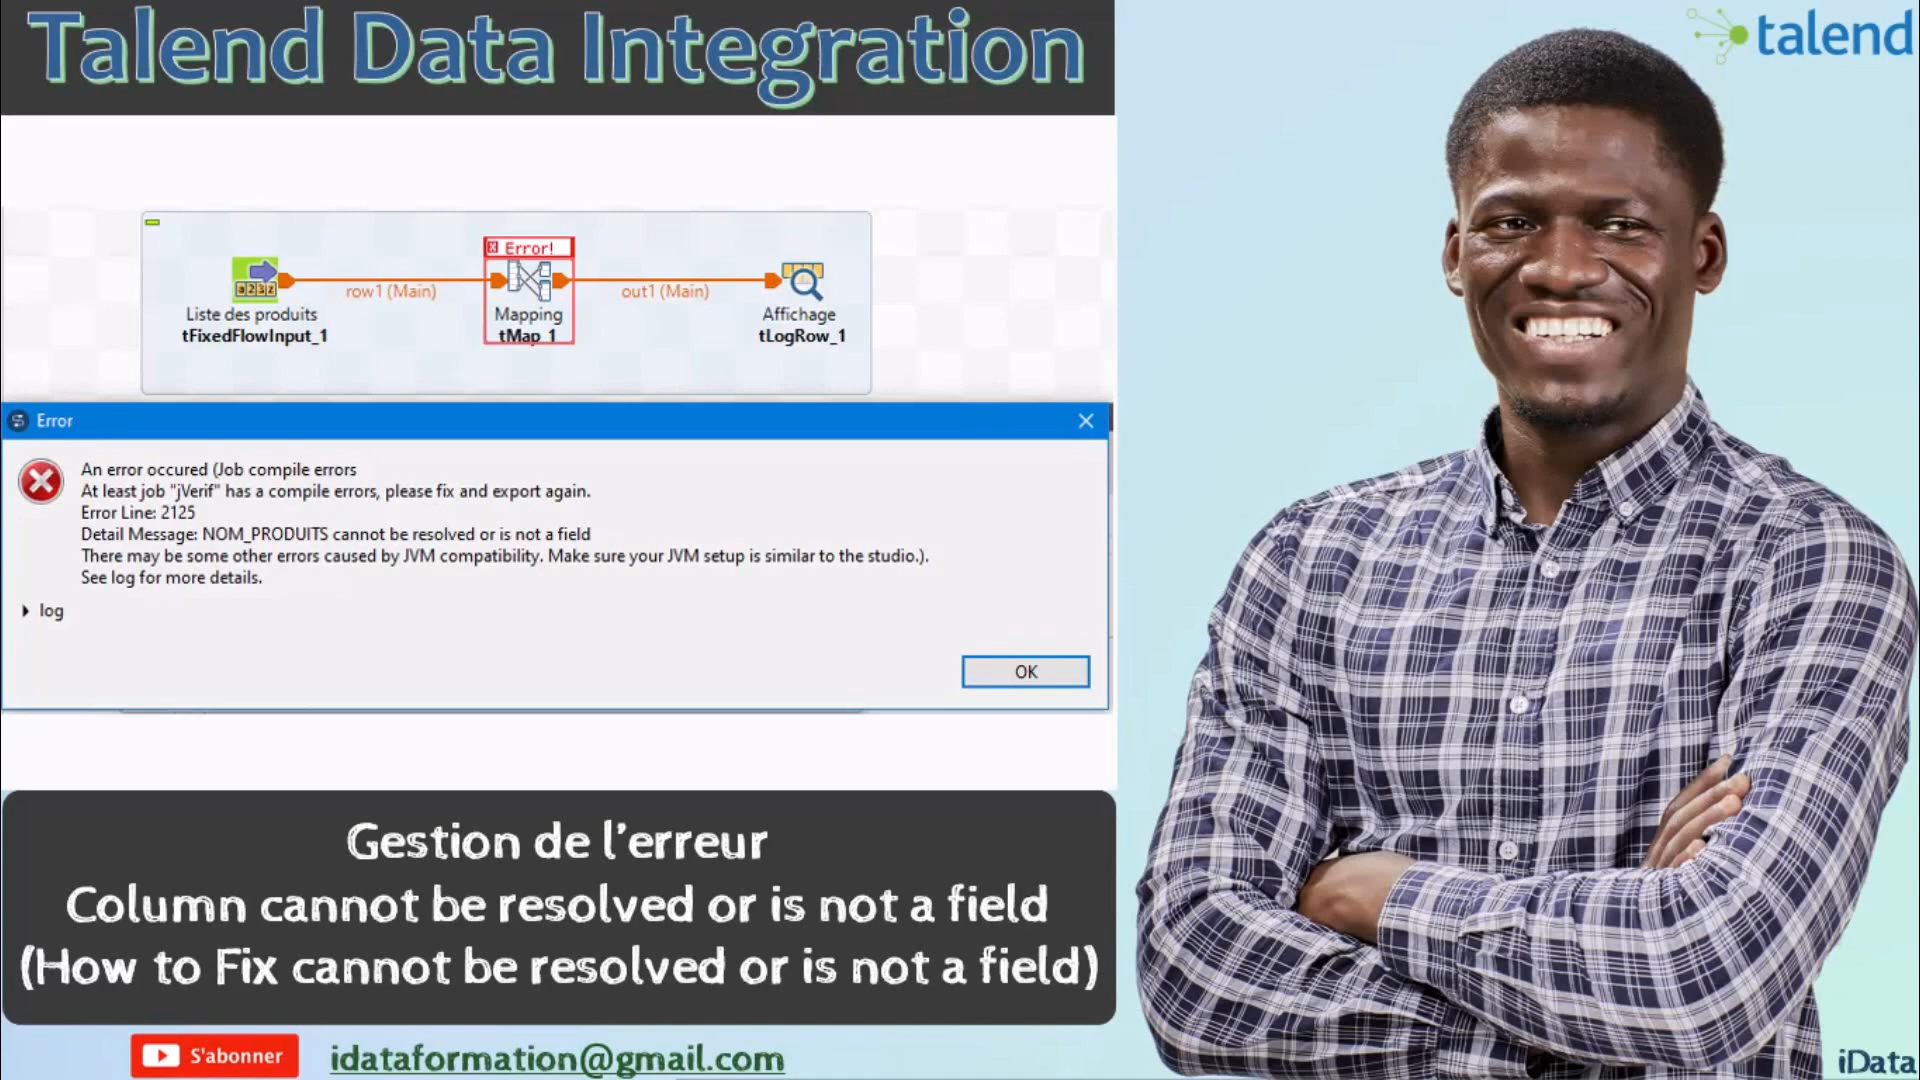 Talend Data Integration
talend
Error!
row1 (Main)
out1 (Main)
Liste des produits
tFixedFlowInput_1
Mapping
tMap_1
Affichage
tLogRow_1
Error
An error occured (Job compile errors
At least job "jVerif" has a compile errors, please fix and export again.
Error Line: 2125
Detail Message: NOM_PRODUITS cannot be resolved or is not a field
There may be some other errors caused by JVM compatibility. Make sure your JVM setup is similar to the studio.).
See log for more details.
log
OK
Gestion de l'erreur
Column cannot be resolved or is not a field
(How to Fix cannot be resolved or is not a field)
S'abonner
idataformation@gmail.com
iData